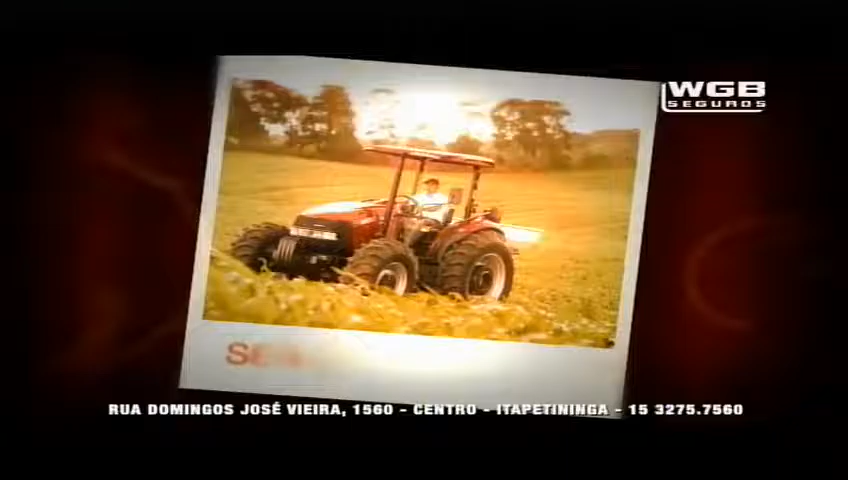 WGB
SEGUROS
RUA DOMINGOS JOSÉ VIEIRA, 1560 - CENTRO - ITAPETININGA - 15 3275.7560